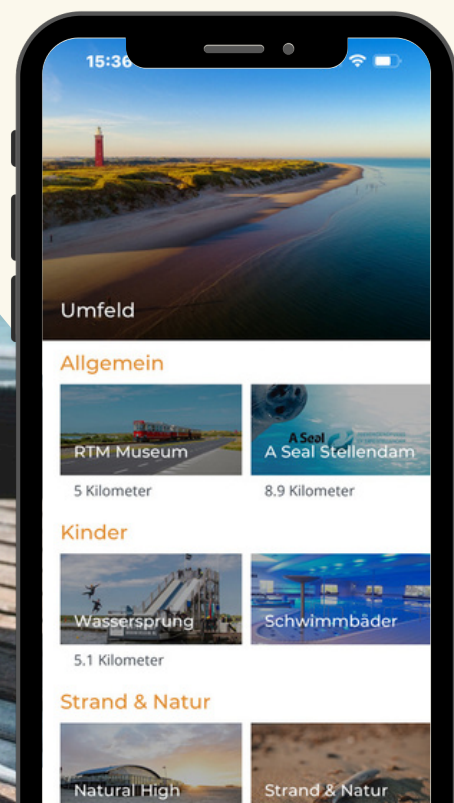 15:36
Umfeld
Allgemein
RTM Museum
A Seal
A Seal Stellendam
5 Kilometer
8.9 Kilometer
Kinder
Wassersprung
Schwimmbäder
5.1 Kilometer
Strand & Natur
Natural High
Strand & Natur